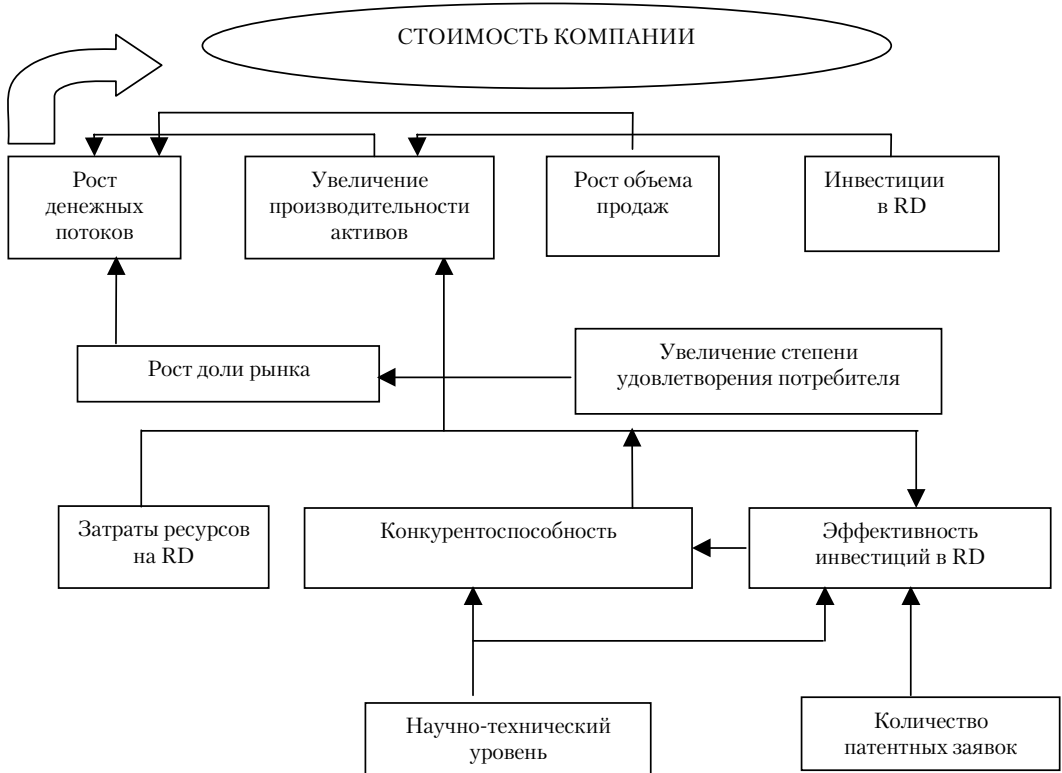 СТОИМОСТЬ КОМПАНИИ
Рост
денежных
потоков
Увеличение
производительности
активов
Рост объема
продаж
Инвестиции
в RD
Рост доли рынка
Увеличение степени
удовлетворения потребителя
Затраты ресурсов
на RD
Конкурентоспособность
Эффективность
инвестиций в RD
Научно-технический
уровень
Количество
патентных заявок